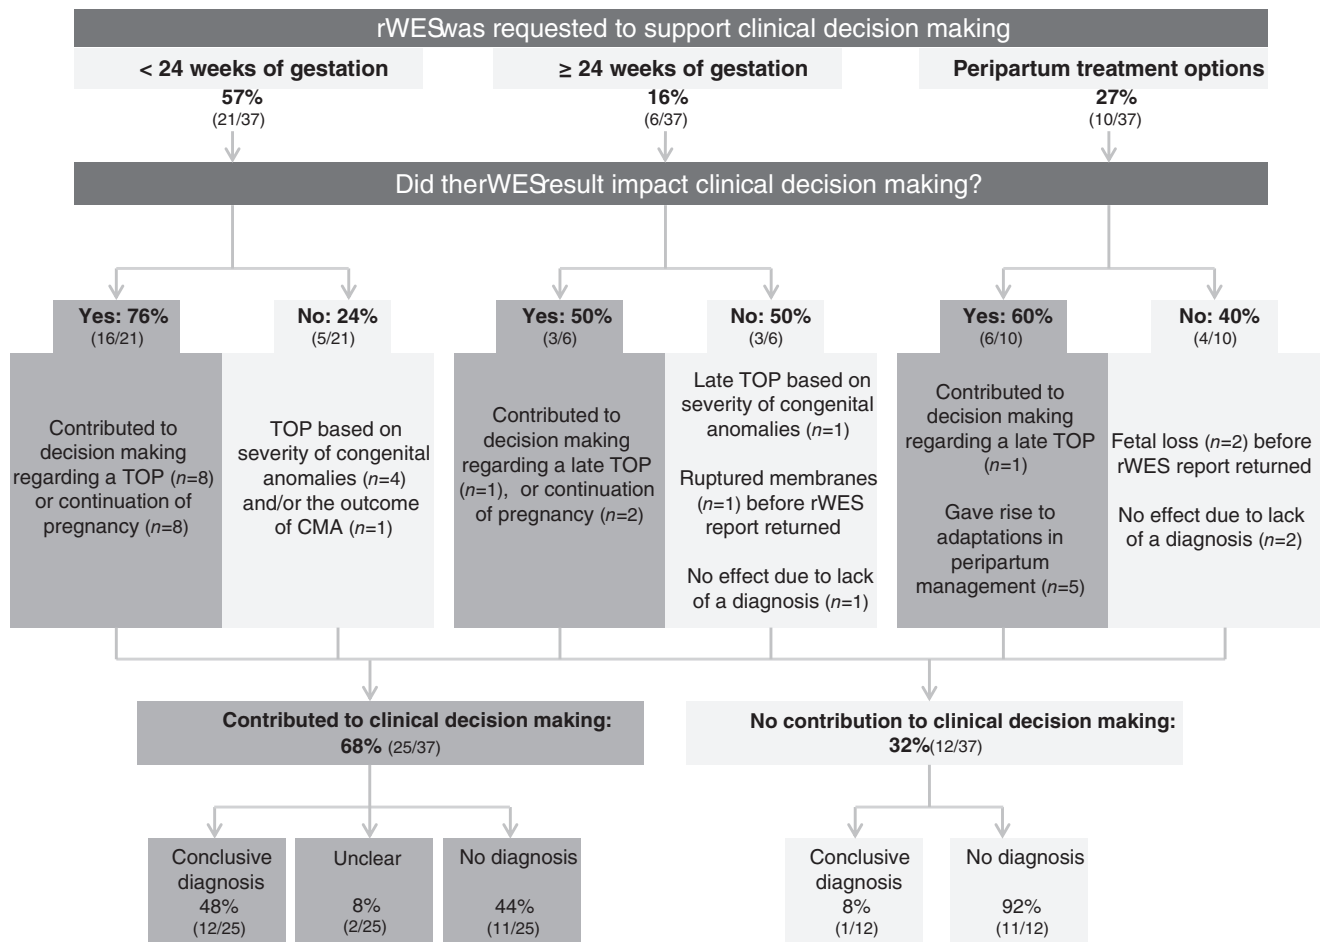 rWES was requested to support clinical decision making
< 24 weeks of gestation
57%
(21/37)
≥ 24 weeks of gestation
16%
(6/37)
Peripartum treatment options
27%
(10/37)
Did the rWES result impact clinical decision making?
Yes: 76%
(16/21)
Contributed to
decision making
regarding a TOP (n=8)
or continuation of
pregnancy (n=8)
No: 24%
(5/21)
TOP based on
severity of congenital
anomalies (n=4)
and/or the outcome
of CMA (n=1)
Yes: 50%
(3/6)
Contributed to
decision making
regarding a late TOP
(n=1), or continuation
of pregnancy (n=2)
No: 50%
(3/6)
Late TOP based on
severity of congenital
anomalies (n=1)
Ruptured membranes
(n=1) before rWES
report returned
No effect due to lack
of a diagnosis (n=1)
Yes: 60%
(6/10)
Contributed to
decision making
regarding a late TOP
(n=1)
Gave rise to
adaptations in
peripartum
management (n=5)
No: 40%
(4/10)
Fetal loss (n=2) before
rWES report returned
No effect due to lack
of a diagnosis (n=2)
Contributed to clinical decision making:
68% (25/37)
No contribution to clinical decision making:
32%(12/37)
Conclusive
diagnosis
48%
(12/25)
Unclear
8%
(2/25)
No diagnosis
44%
(11/25)
Conclusive
diagnosis
8%
(1/12)
No diagnosis
92%
(11/12)